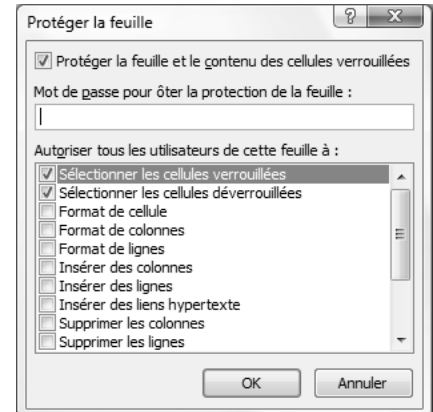 Protéger la feuille
Protéger la feuille et le contenu des cellules verrouillées
Mot de passe pour ôter la protection de la feuille :
Autoriser tous les utilisateurs de cette feuille à :
Sélectionner les cellules verrouillées
Sélectionner les cellules déverrouillées
Format de cellule
Format de colonnes
Format de lignes
Insérer des colonnes
Insérer des lignes
Insérer des liens hypertexte
Supprimer les colonnes
Supprimer les lignes
OK Annuler